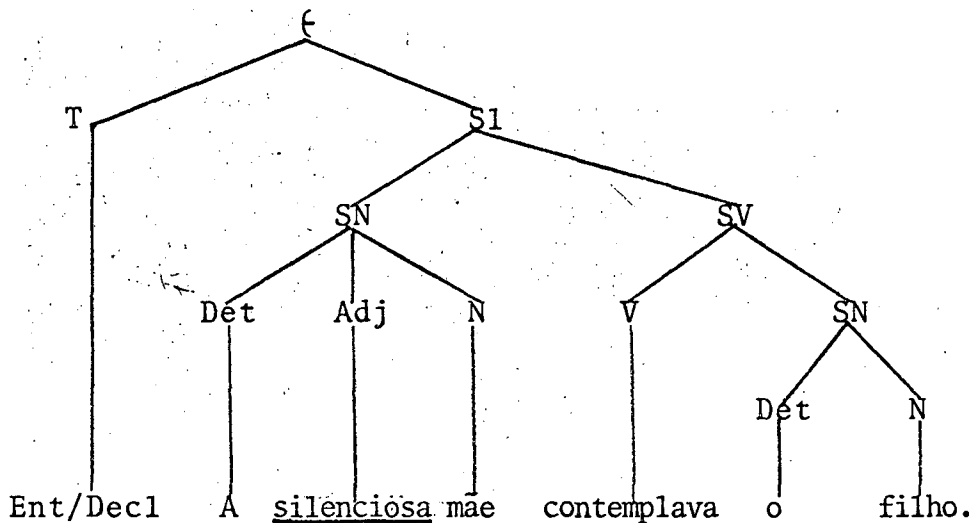 Є
T S1
SN SV
Det Adj N V SN
Det N
Ent/Decl A silenciosa mãe contemplava o filho.